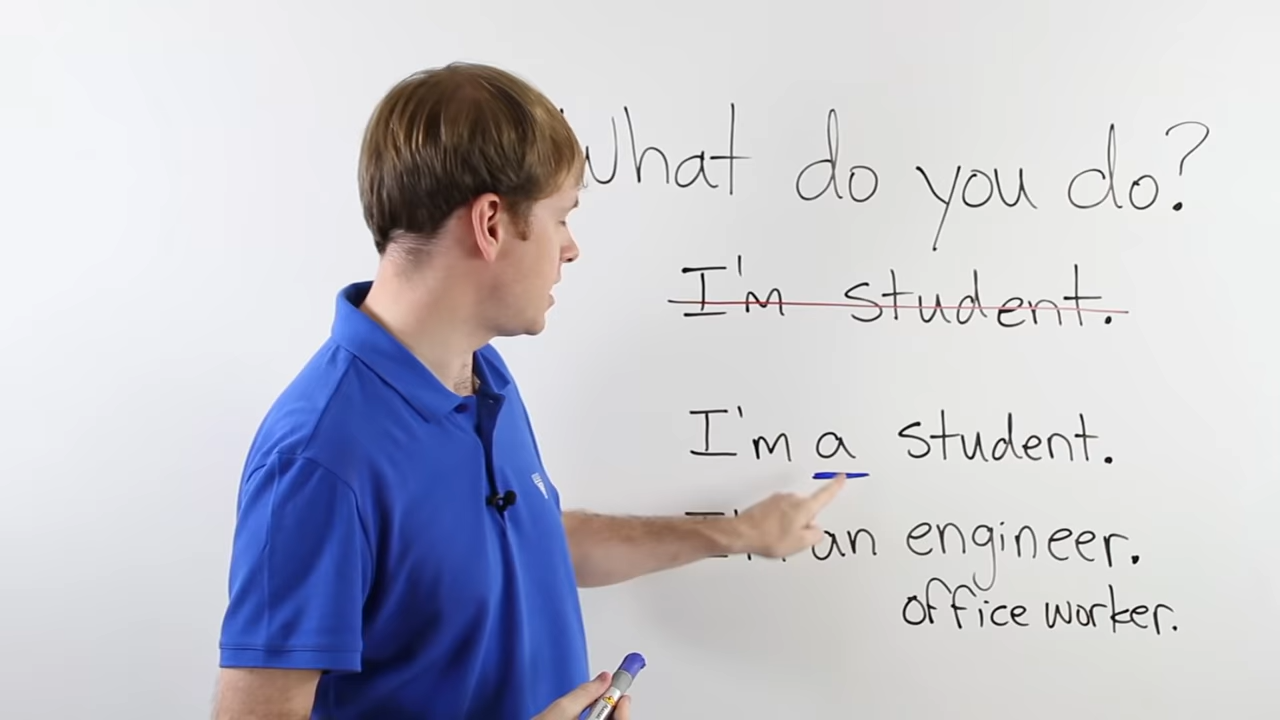 What do you do?
I'm student.
I'm a student.
an engineer.
office worker.